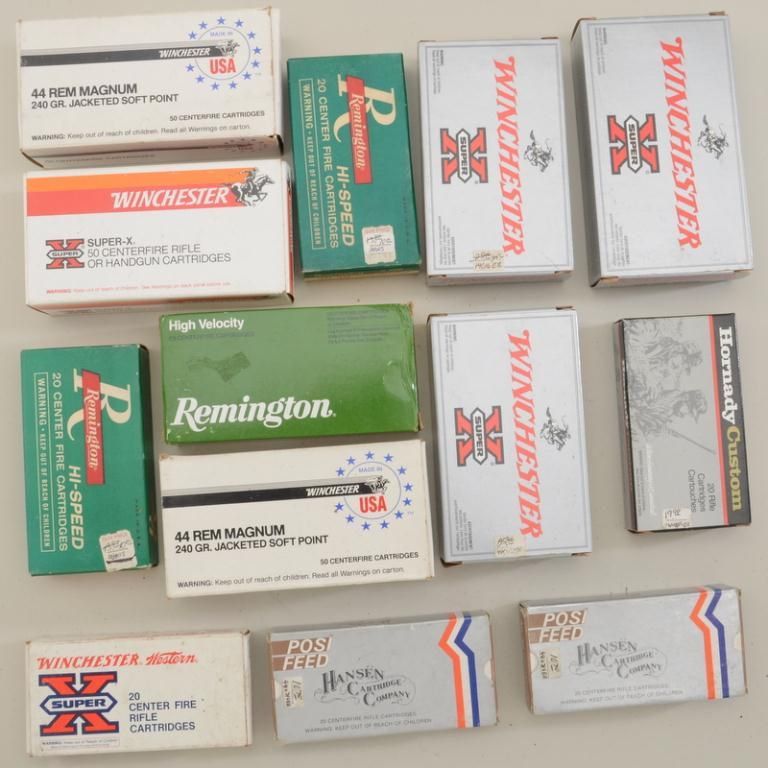 MADE IN
WINCHESTER
USA
44 REM MAGNUM
240 GR. JACKETED SOFT POINT
50 CENTERFIRE CARTRIDGES
WARNING: Keep out of reach of children. Read all Warnings on carton.
WINCHESTER
SUPER-X
X SUPER
50 CENTERFIRE RIFLE
OR HANDGUN CARTRIDGES
R
Remington
HI-SPEED
20 CENTER FIRE CARTRIDGES
WARNING • KEEP OUT OF REACH OF CHILDREN
WINCHESTER
X SUPER
WINCHESTER
X SUPER
R
Remington
HI-SPEED
20 CENTER FIRE CARTRIDGES
WARNING • KEEP OUT OF REACH OF CHILDREN
High Velocity
Remington
MADE IN
WINCHESTER
USA
44 REM MAGNUM
240 GR. JACKETED SOFT POINT
50 CENTERFIRE CARTRIDGES
WARNING: Keep out of reach of children. Read all Warnings on carton.
WINCHESTER
X SUPER
Hornady Custom
20 Rifle
Cartridges
Cartouches
WINCHESTER Western
X SUPER
20
CENTER FIRE
RIFLE
CARTRIDGES
POSI
FEED
HANSEN
CARTRIDGE
COMPANY
20 CENTERFIRE RIFLE CARTRIDGES
WARNING: KEEP OUT OF REACH OF CHILDREN
POSI
FEED
HANSEN
CARTRIDGE
COMPANY
20 CENTERFIRE RIFLE CARTRIDGES
WARNING: KEEP OUT OF REACH OF CHILDREN